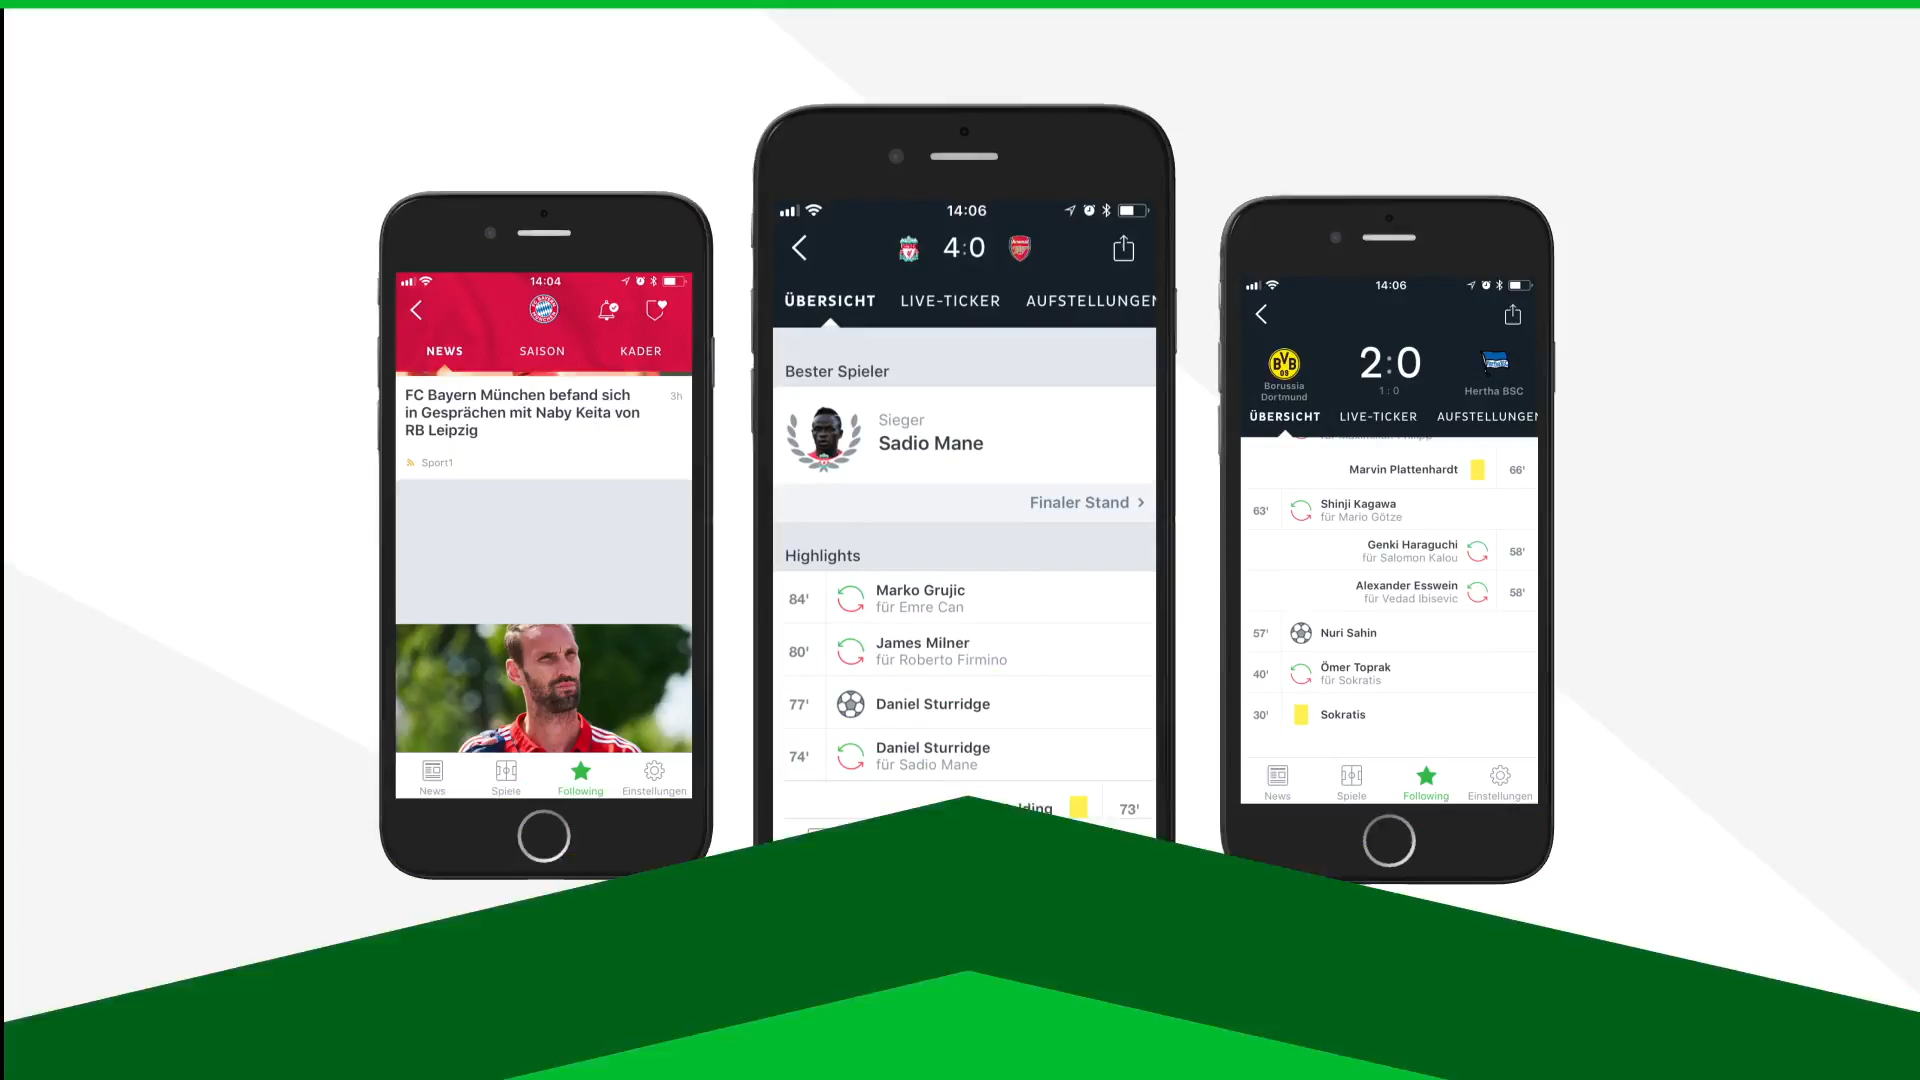 14:04
NEWS
SAISON
KADER
FC Bayern München befand sich
in Gesprächen mit Naby Keita von
RB Leipzig
3h
Sport1
News
Spiele
Following
Einstellungen
14:06
4:0
ÜBERSICHT
LIVE-TICKER
AUFSTELLUNGEN
Bester Spieler
Sieger
Sadio Mane
Finaler Stand >
Highlights
84'
Marko Grujic
für Emre Can
80'
James Milner
für Roberto Firmino
77'
Daniel Sturridge
74'
Daniel Sturridge
für Sadio Mane
lding
73'
14:06
BVB
09
2:0
1:0
Borussia
Dortmund
Hertha BSC
ÜBERSICHT
LIVE-TICKER
AUFSTELLUNGEN
Marvin Plattenhardt
66'
63'
Shinji Kagawa
für Mario Götze
Genki Haraguchi
für Salomon Kalou
58'
Alexander Esswein
für Vedad Ibisevic
58'
57'
Nuri Sahin
40'
Ömer Toprak
für Sokratis
30'
Sokratis
News
Spiele
Following
Einstellungen